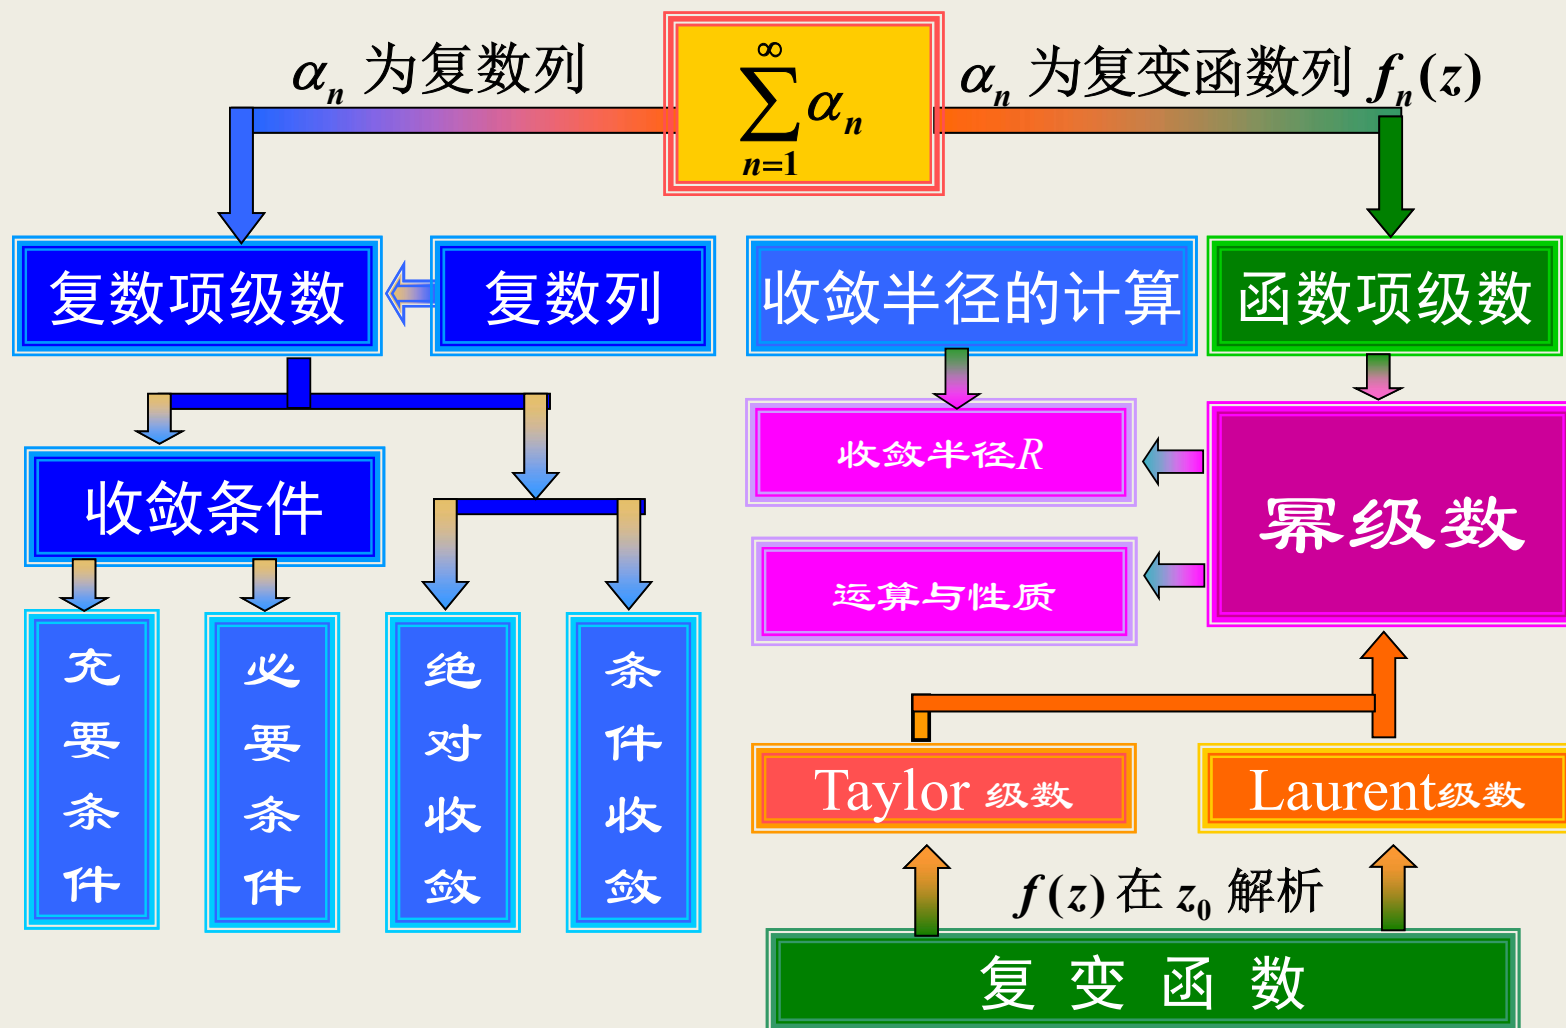 αn 为复数列
∞
∑αn
n=1
αn 为复变函数列 fn(z)
复数项级数
复数列
收敛半径的计算
函数项级数
收敛半径R
收敛条件
幂级数
运算与性质
充要条件
必要条件
绝对收敛
条件收敛
Taylor 级数
Laurent级数
f(z) 在 z0 解析
复 变 函 数